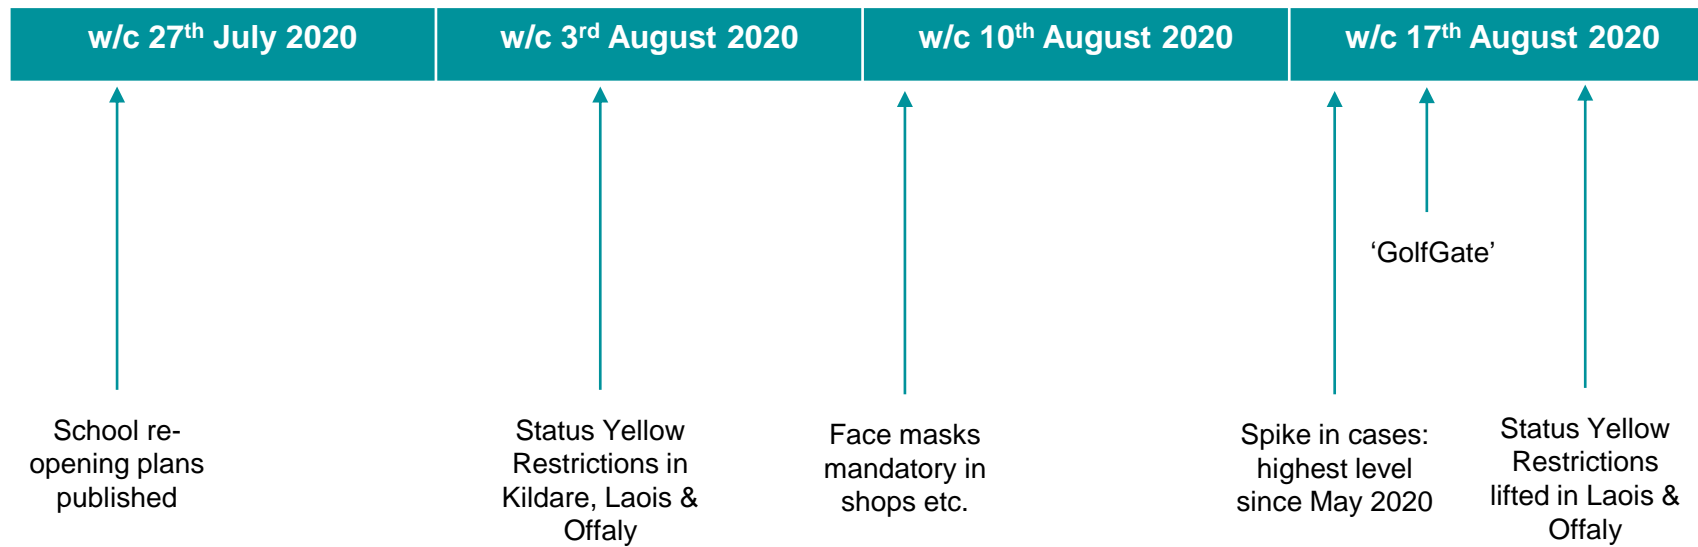 w/c 27th July 2020
w/c 3rd August 2020
w/c 10th August 2020
w/c 17th August 2020
‘GolfGate’
School re-
opening plans
published
Status Yellow
Restrictions in
Kildare, Laois &
Offaly
Face masks
mandatory in
shops etc.
Spike in cases:
highest level
since May 2020
Status Yellow
Restrictions
lifted in Laois &
Offaly